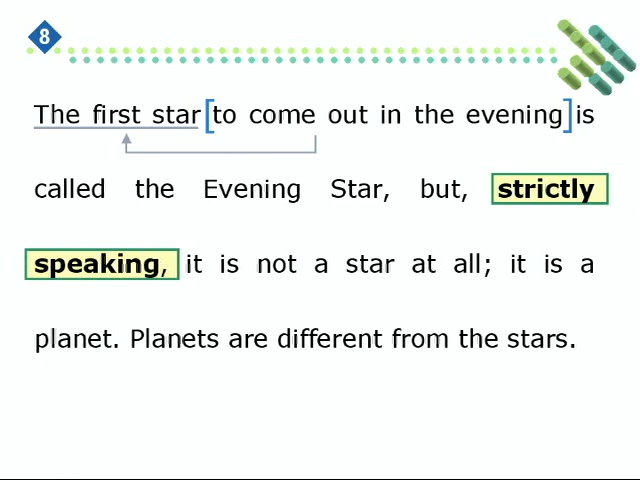 8
The first star [to come out in the evening] is
called the Evening Star, but, strictly
speaking, it is not a star at all; it is a
planet. Planets are different from the stars.